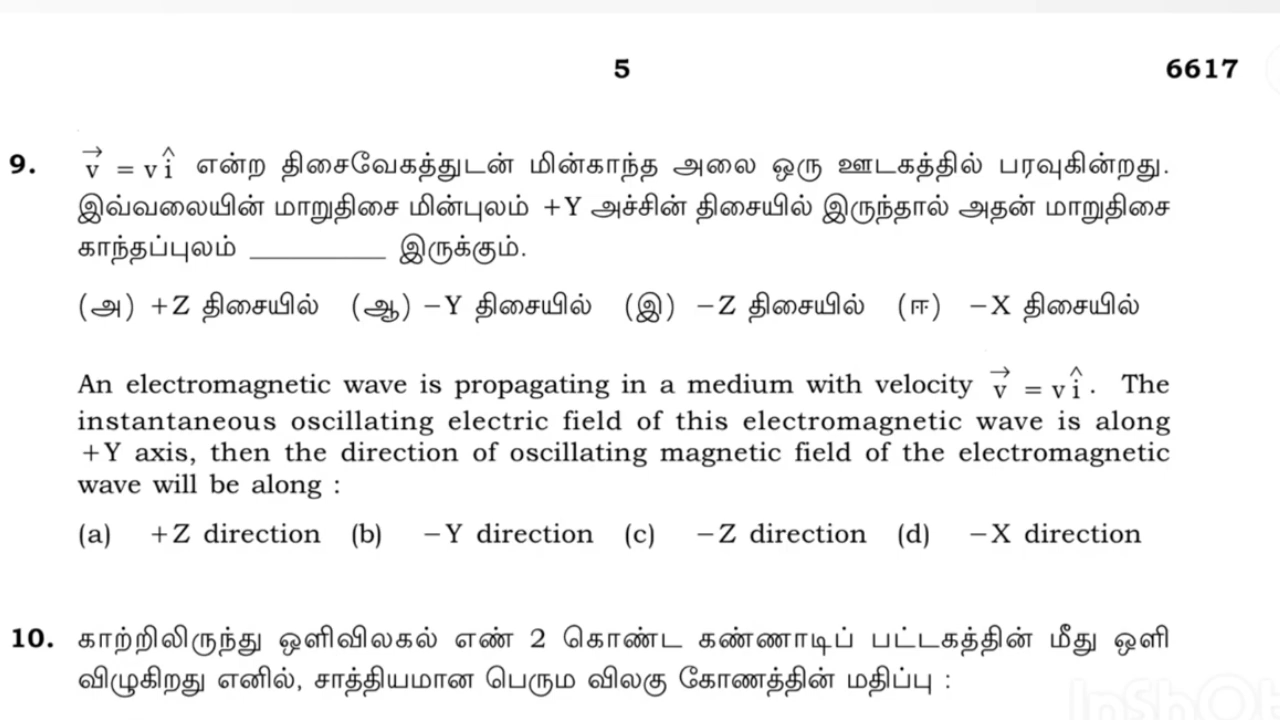 5
6617
9. v⃗ = v î என்ற திசைவேகத்துடன் மின்காந்த அலை ஒரு ஊடகத்தில் பரவுகின்றது.
இவ்வலையின் மாறுதிசை மின்புலம் +Y அச்சின் திசையில் இருந்தால் அதன் மாறுதிசை
காந்தப்புலம் __________ இருக்கும்.
(அ) +Z திசையில் (ஆ) −Y திசையில் (இ) −Z திசையில் (ஈ) −X திசையில்
An electromagnetic wave is propagating in a medium with velocity v⃗ = v î. The
instantaneous oscillating electric field of this electromagnetic wave is along
+Y axis, then the direction of oscillating magnetic field of the electromagnetic
wave will be along :
(a) +Z direction (b) −Y direction (c) −Z direction (d) −X direction
10. காற்றிலிருந்து ஒளிவிலகல் எண் 2 கொண்ட கண்ணாடிப் பட்டகத்தின் மீது ஒளி
விழுகிறது எனில், சாத்தியமான பெரும விலகு கோணத்தின் மதிப்பு :
InShOt